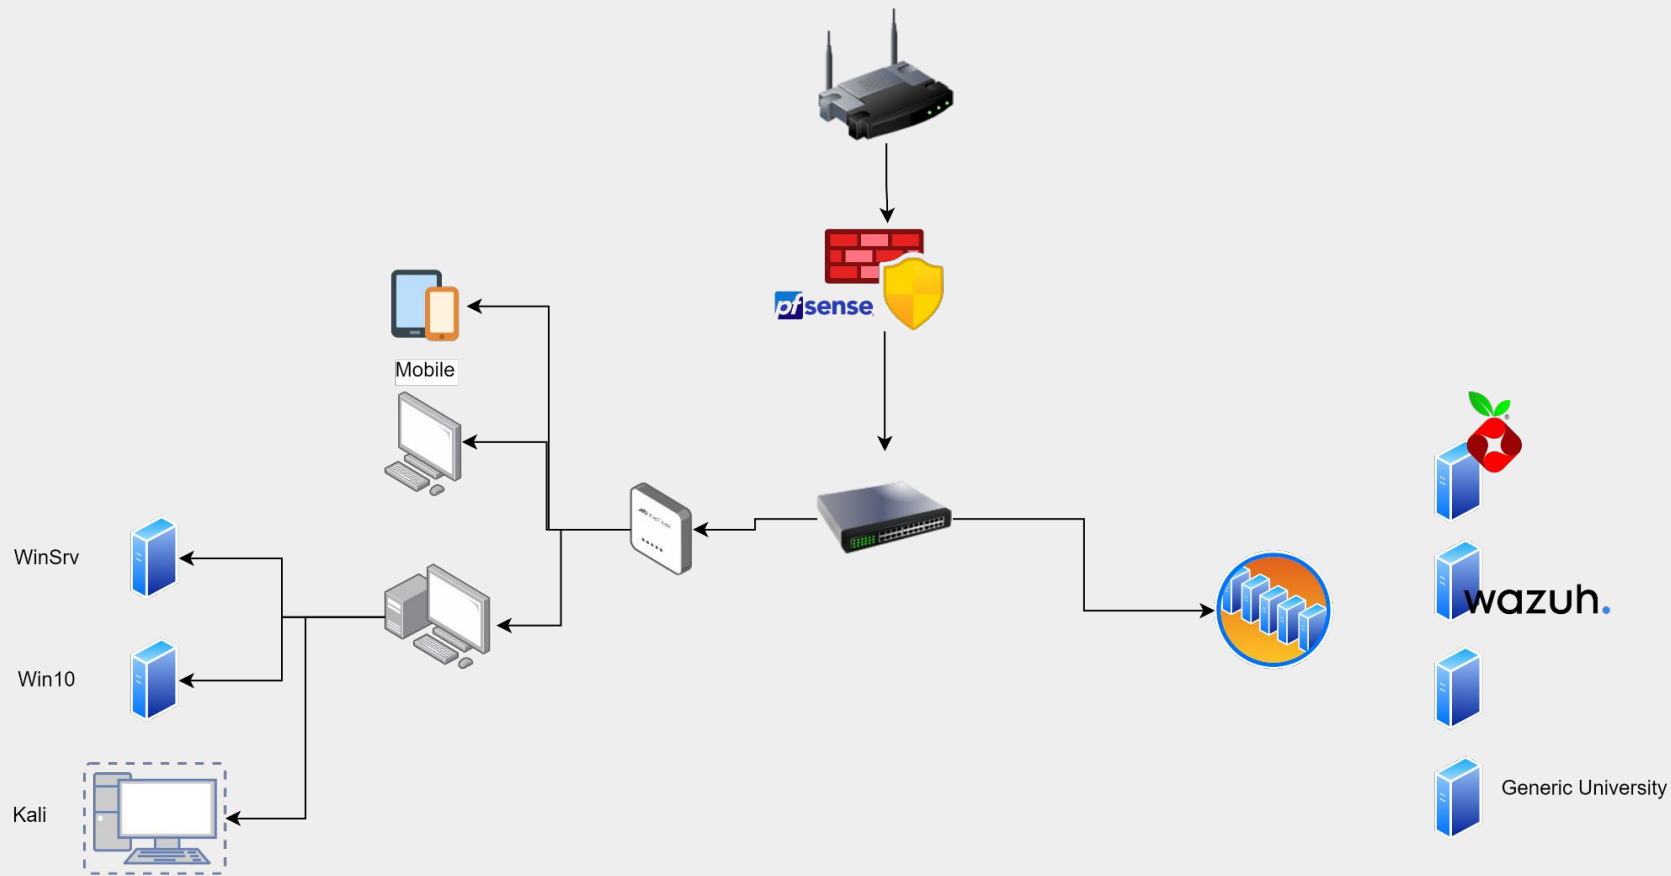 pfsense
Mobile
WinSrv
wazuh.
Win10
Generic University
Kali